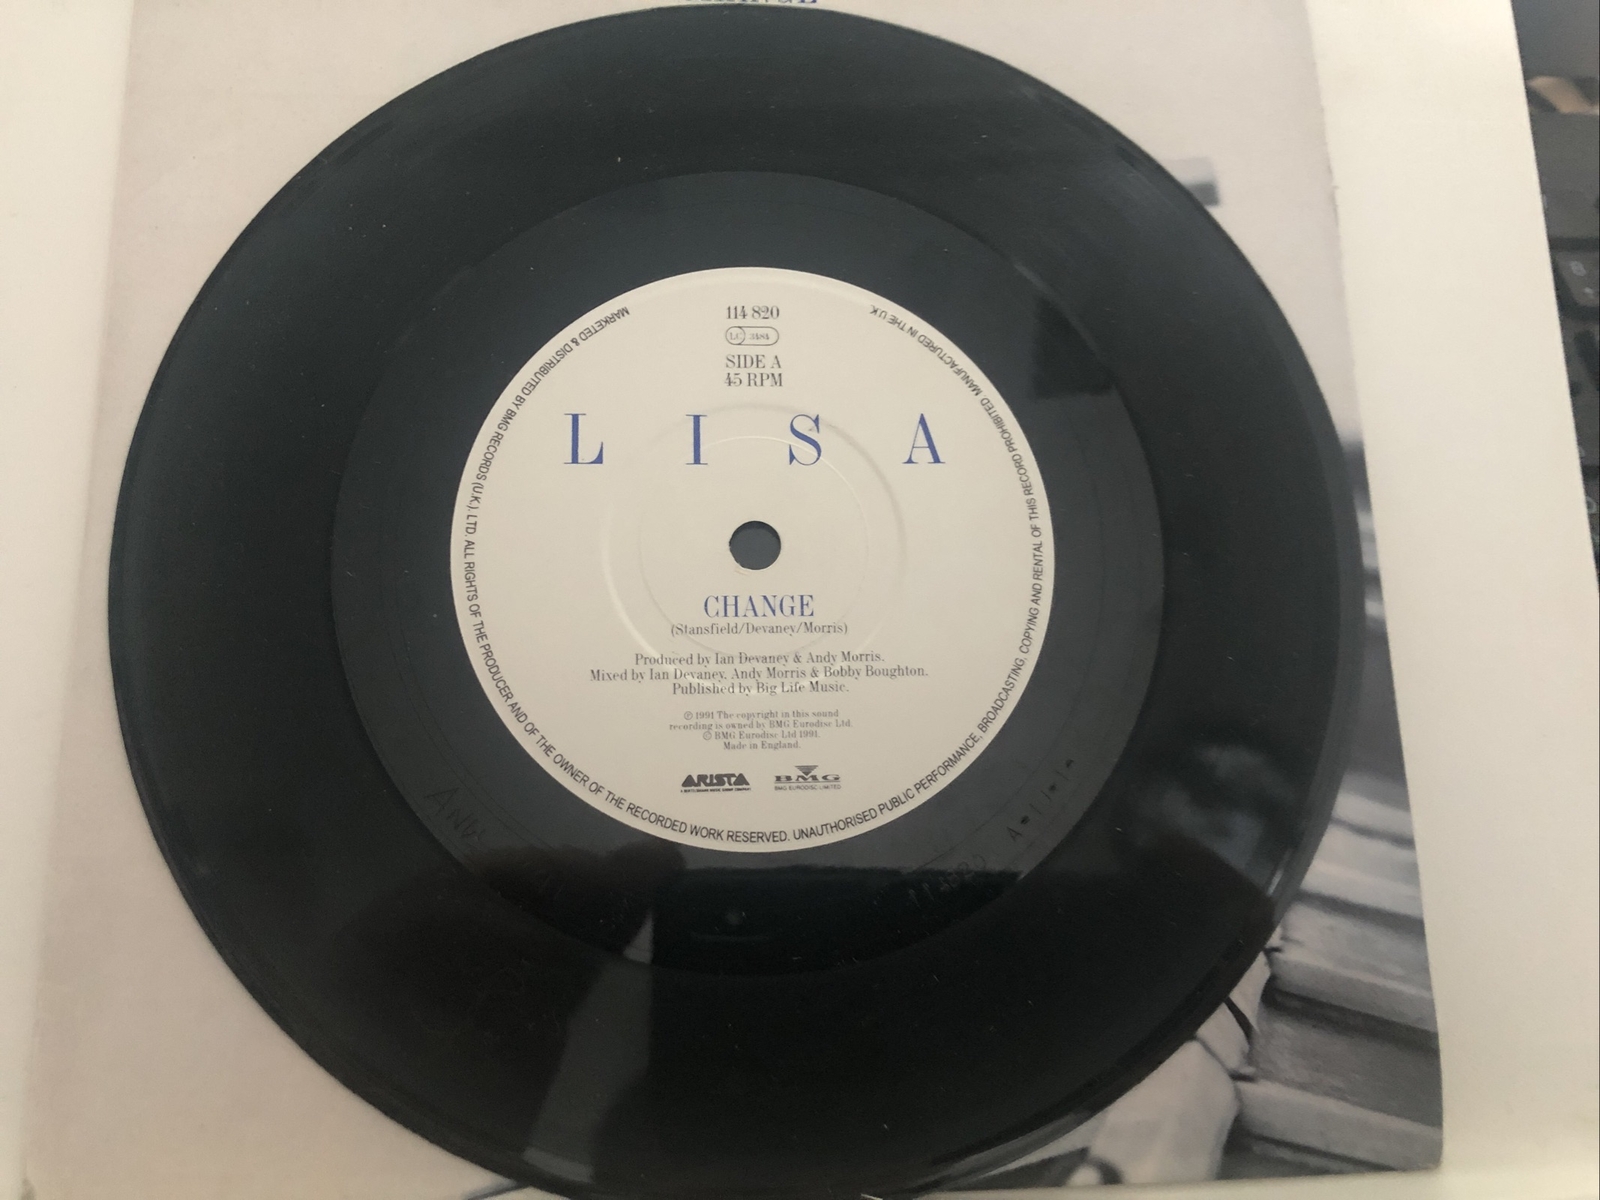 114 820
LC 3484
SIDE A
45 RPM
LISA
CHANGE
(Stansfield/Devaney/Morris)
Produced by Ian Devaney & Andy Morris.
Mixed by Ian Devaney, Andy Morris & Bobby Boughton.
Published by Big Life Music.
℗ 1991 The copyright in this sound
recording is owned by BMG Eurodisc Ltd.
© BMG Eurodisc Ltd 1991.
Made in England.
ARISTA
BMG
BMG EURODISC LIMITED
MARKETED & DISTRIBUTED BY BMG RECORDS (U.K.). LTD. ALL RIGHTS OF THE PRODUCER AND OF THE OWNER OF THE RECORDED WORK RESERVED. UNAUTHORISED PUBLIC PERFORMANCE, BROADCASTING, COPYING AND RENTAL OF THIS RECORD PROHIBITED. MANUFACTURED IN THE U.K.